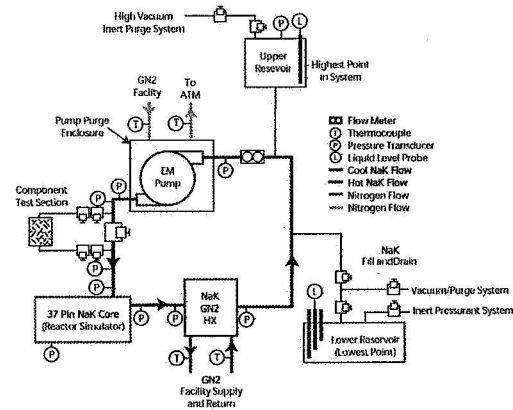 High Vacuum
Inert Purge System
P
L
Upper
Resevoir
Highest Point
in System
GN2
Facility
To
ATM
T
T
Pump Purge
Enclosure
EM
Pump
P
P
P
Component
Test Section
P
P
Flow Meter
T Thermocouple
P Pressure Transducer
L Liquid Level Probe
Cool NaK Flow
Hot NaK Flow
Nitrogen Flow
Nitrogen Flow
NaK
Fill and Drain
Vacuum/Purge System
Inert Pressurant System
L
Lower Reservoir
(Lowest Point)
37 Pin NaK Core
(Reactor Simulator)
P
P
P
NaK
GN2
HX
P
T
T
GN2
Facility Supply
and Return